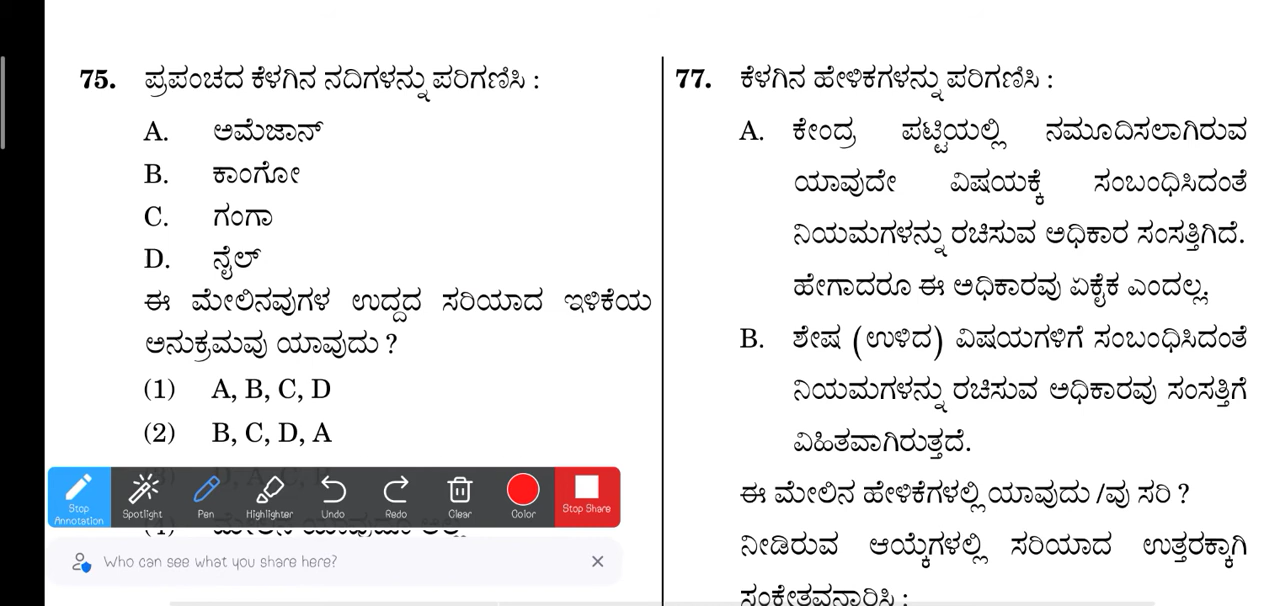 75. ಪ್ರಪಂಚದ ಕೆಳಗಿನ ನದಿಗಳನ್ನು ಪರಿಗಣಿಸಿ :
A. ಅಮೆಜಾನ್
B. ಕಾಂಗೋ
C. ಗಂಗಾ
D. ನೈಲ್
ಈ ಮೇಲಿನವುಗಳ ಉದ್ದದ ಸರಿಯಾದ ಇಳಿಕೆಯ
ಅನುಕ್ರಮವು ಯಾವುದು ?
(1) A, B, C, D
(2) B, C, D, A
Stop Annotation
Spotlight
Pen
Highlighter
Undo
Redo
Clear
Color
Stop Share
Who can see what you share here?
77. ಕೆಳಗಿನ ಹೇಳಿಕಗಳನ್ನು ಪರಿಗಣಿಸಿ :
A. ಕೇಂದ್ರ ಪಟ್ಟಿಯಲ್ಲಿ ನಮೂದಿಸಲಾಗಿರುವ
ಯಾವುದೇ ವಿಷಯಕ್ಕೆ ಸಂಬಂಧಿಸಿದಂತೆ
ನಿಯಮಗಳನ್ನು ರಚಿಸುವ ಅಧಿಕಾರ ಸಂಸತ್ತಿಗಿದೆ.
ಹೇಗಾದರೂ ಈ ಅಧಿಕಾರವು ಏಕೈಕ ಎಂದಲ್ಲ.
B. ಶೇಷ (ಉಳಿದ) ವಿಷಯಗಳಿಗೆ ಸಂಬಂಧಿಸಿದಂತೆ
ನಿಯಮಗಳನ್ನು ರಚಿಸುವ ಅಧಿಕಾರವು ಸಂಸತ್ತಿಗೆ
ವಿಹಿತವಾಗಿರುತ್ತದೆ.
ಈ ಮೇಲಿನ ಹೇಳಿಕೆಗಳಲ್ಲಿ ಯಾವುದು /ವು ಸರಿ ?
ನೀಡಿರುವ ಆಯ್ಕೆಗಳಲ್ಲಿ ಸರಿಯಾದ ಉತ್ತರಕ್ಕಾಗಿ
ಸಂಕೇತವನಾರಿಸಿ :